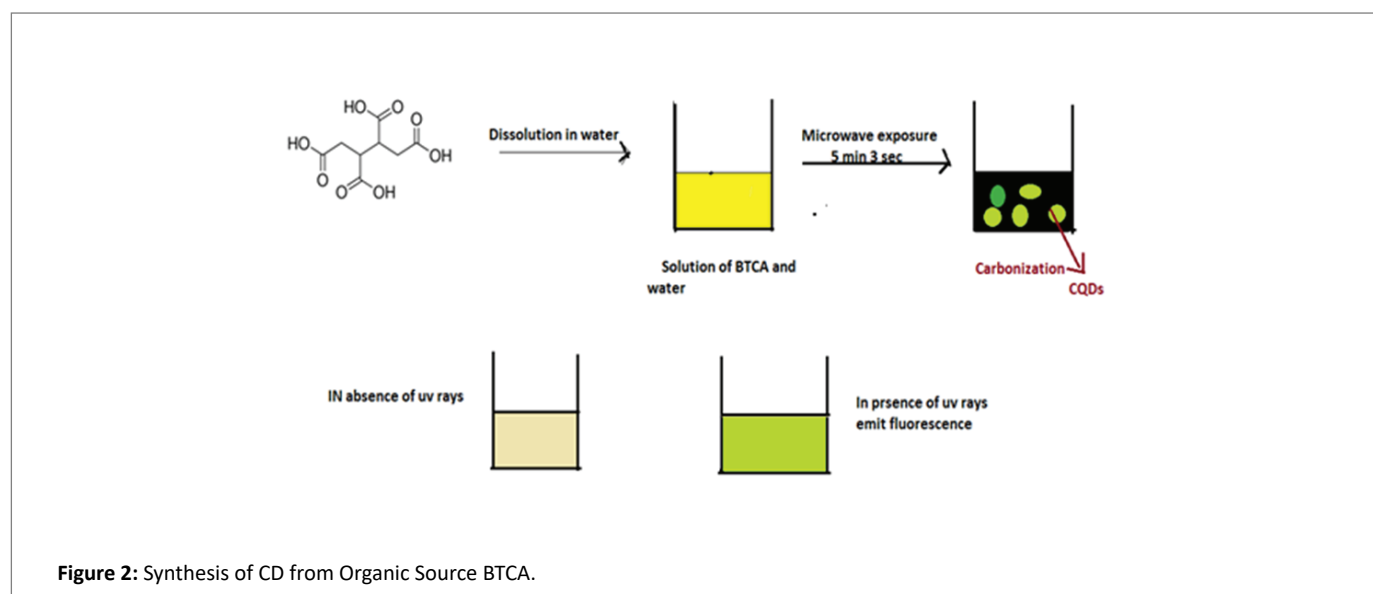 HO
O
O
HO
OH
O
O
OH
Dissolution in water
Microwave exposure
5 min 3 sec
Solution of BTCA and
water
Carbonization
CQDs
IN absence of uv rays
In prsence of uv rays
emit fluorescence
Figure 2: Synthesis of CD from Organic Source BTCA.